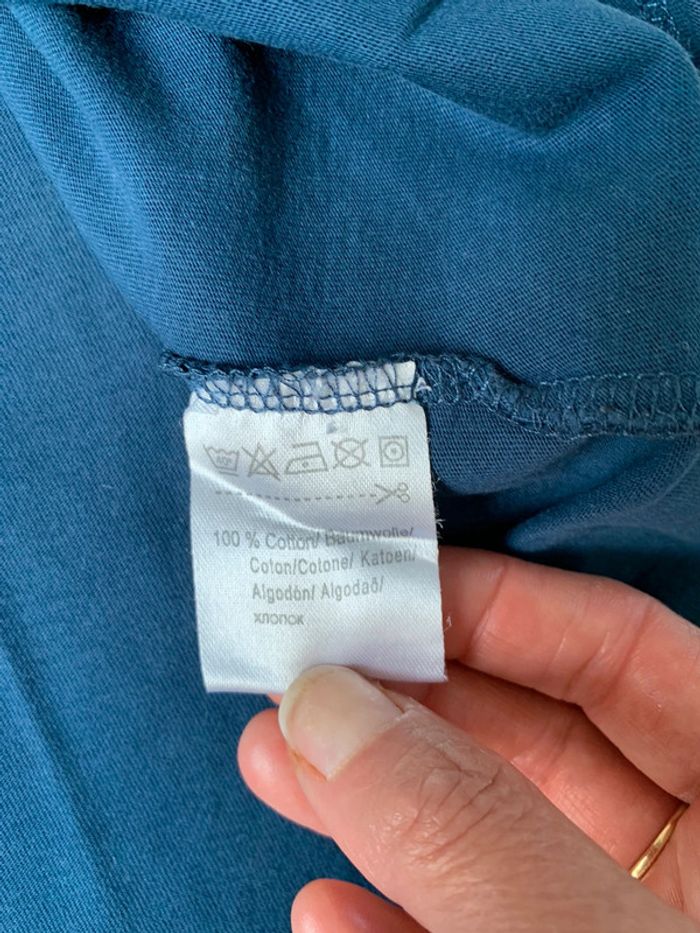 100 % Cotton/ Baumwolle/
Coton/Cotone/ Katoen/
Algodón/ Algodaõ/
хлопок